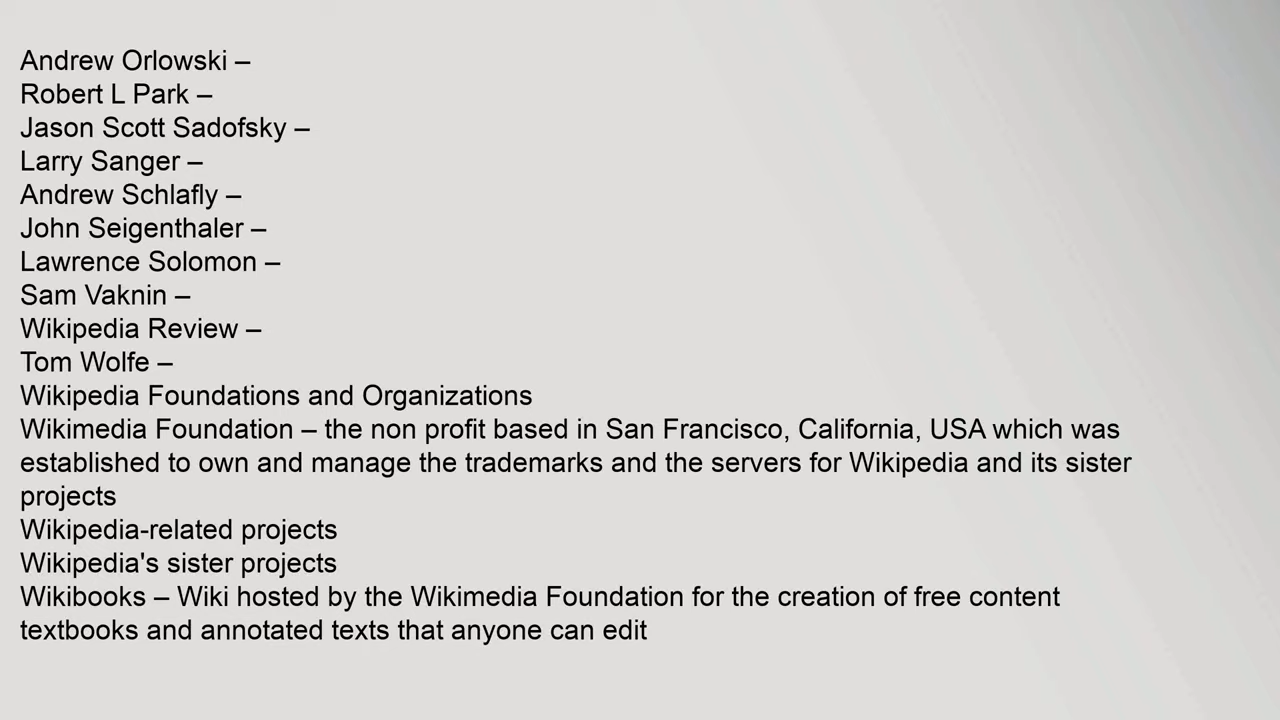 Andrew Orlowski –
Robert L Park –
Jason Scott Sadofsky –
Larry Sanger –
Andrew Schlafly –
John Seigenthaler –
Lawrence Solomon –
Sam Vaknin –
Wikipedia Review –
Tom Wolfe –
Wikipedia Foundations and Organizations
Wikimedia Foundation – the non profit based in San Francisco, California, USA which was
established to own and manage the trademarks and the servers for Wikipedia and its sister
projects
Wikipedia-related projects
Wikipedia's sister projects
Wikibooks – Wiki hosted by the Wikimedia Foundation for the creation of free content
textbooks and annotated texts that anyone can edit